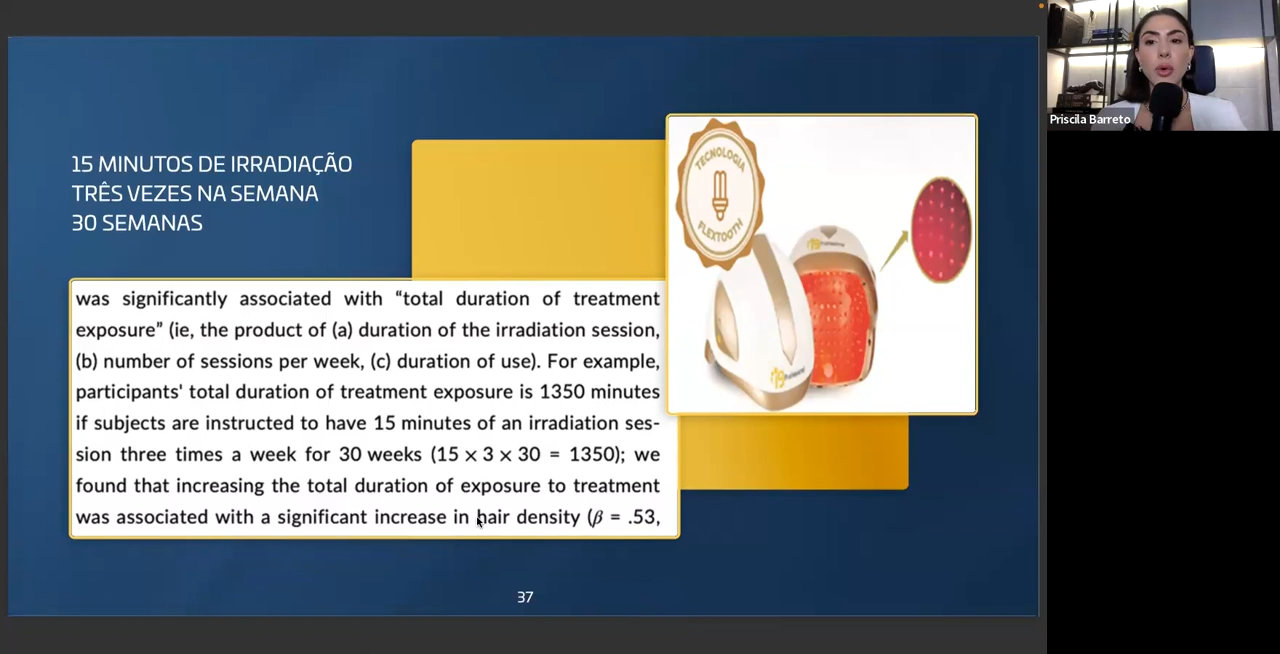 15 MINUTOS DE IRRADIAÇÃO
TRÊS VEZES NA SEMANA
30 SEMANAS
was significantly associated with “total duration of treatment
exposure” (ie, the product of (a) duration of the irradiation session,
(b) number of sessions per week, (c) duration of use). For example,
participants' total duration of treatment exposure is 1350 minutes
if subjects are instructed to have 15 minutes of an irradiation ses-
sion three times a week for 30 weeks (15 × 3 × 30 = 1350); we
found that increasing the total duration of exposure to treatment
was associated with a significant increase in hair density (β = .53,
TECNOLOGIA
FLEXTOOTH
37
Priscila Barreto